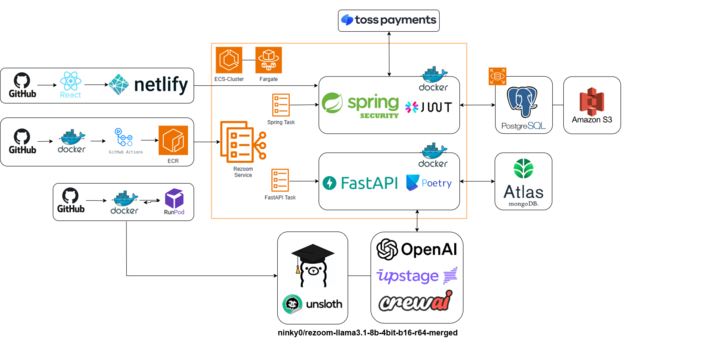 toss payments
ECS-Cluster
Fargate
docker
GitHub
React
netlify
Spring Task
spring
SECURITY
JWT
PostgreSQL
Amazon S3
GitHub
docker
GitHub Actions
ECR
Rezoom
Service
docker
FastAPI Task
FastAPI
Poetry
Atlas
mongoDB.
GitHub
docker
RunPod
unsloth
OpenAI
upstage
crewai
ninky0/rezoom-llama3.1-8b-4bit-b16-r64-merged